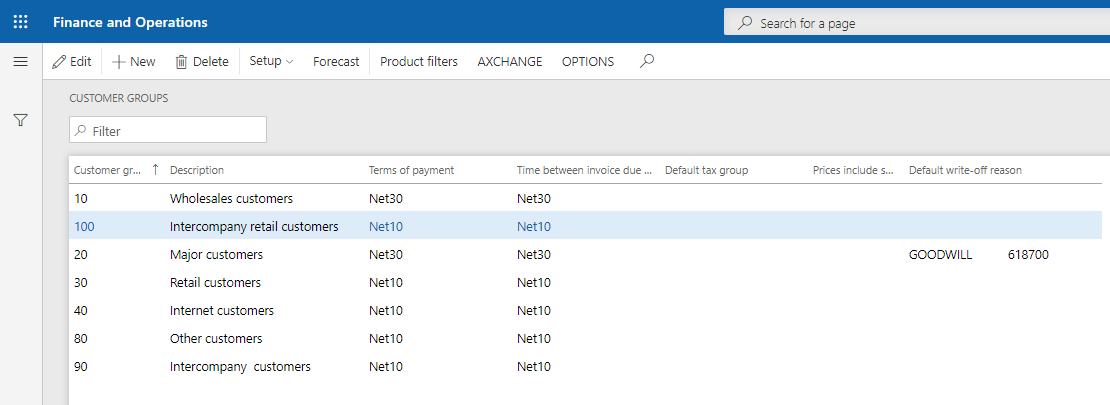 Finance and Operations
Search for a page
Edit New Delete Setup Forecast Product filters AXCHANGE OPTIONS
CUSTOMER GROUPS
Filter
Customer gr... Description Terms of payment Time between invoice due ... Default tax group Prices include s... Default write-off reason
10 Wholesales customers Net30 Net30
100 Intercompany retail customers Net10 Net10
20 Major customers Net30 Net30 GOODWILL 618700
30 Retail customers Net10 Net10
40 Internet customers Net10 Net10
80 Other customers Net10 Net10
90 Intercompany  customers Net10 Net10